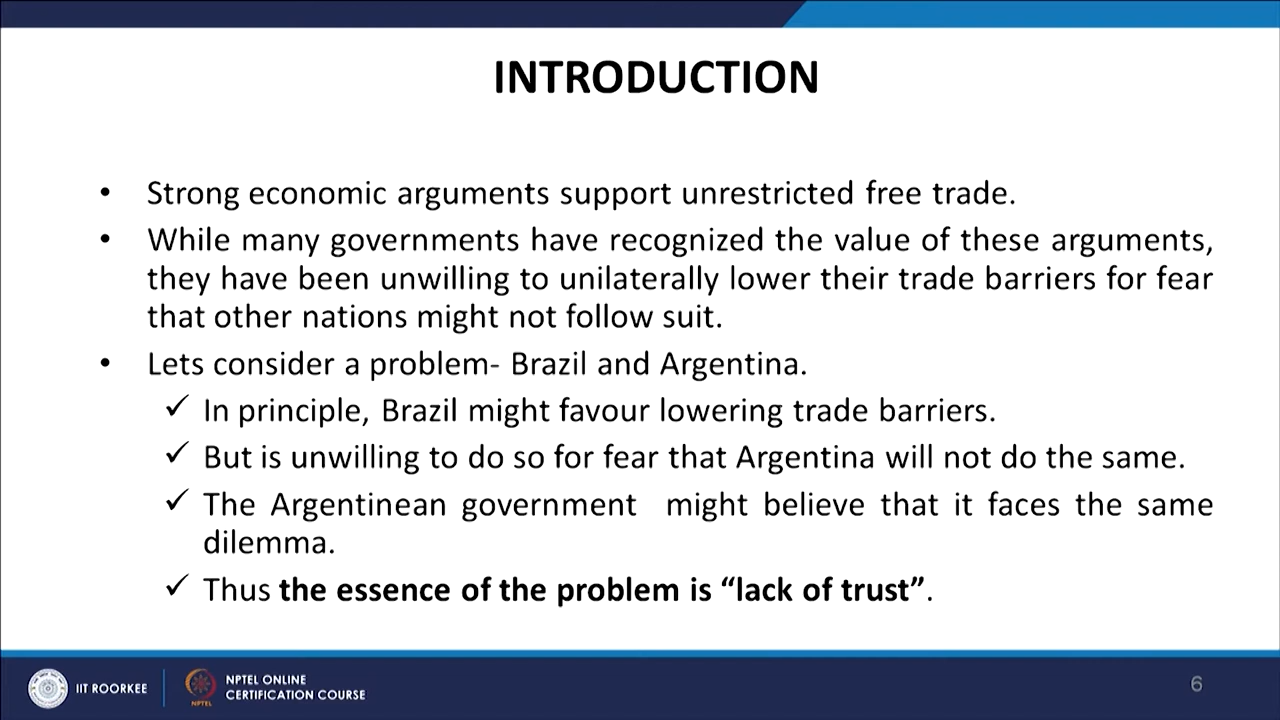 INTRODUCTION
• Strong economic arguments support unrestricted free trade.
• While many governments have recognized the value of these arguments,
they have been unwilling to unilaterally lower their trade barriers for fear
that other nations might not follow suit.
• Lets consider a problem- Brazil and Argentina.
✓ In principle, Brazil might favour lowering trade barriers.
✓ But is unwilling to do so for fear that Argentina will not do the same.
✓ The Argentinean government might believe that it faces the same
dilemma.
✓ Thus the essence of the problem is “lack of trust”.
IIT ROORKEE
NPTEL
NPTEL ONLINE
CERTIFICATION COURSE
6